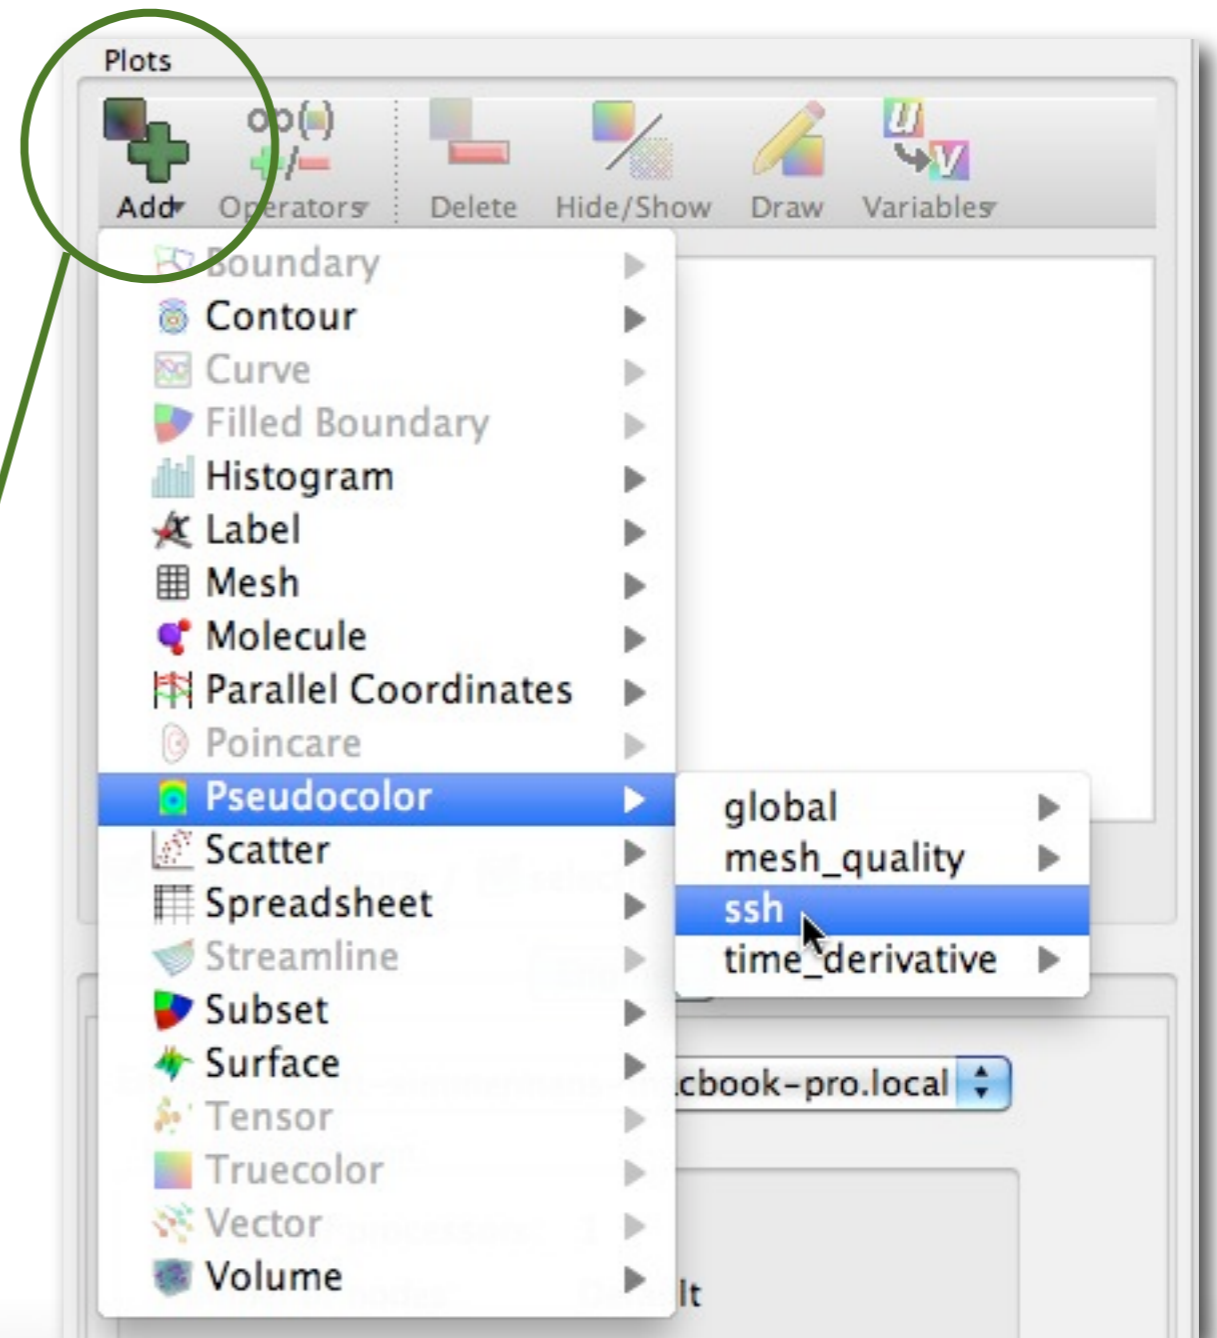 Plots
op()
+/-
u
v
Add Operators Delete Hide/Show Draw Variables
Boundary
Contour
Curve
Filled Boundary
Histogram
Label
Mesh
Molecule
Parallel Coordinates
Poincare
Pseudocolor
global
mesh_quality
Scatter
ssh
Spreadsheet
time_derivative
Streamline
Subset
Surface
cbook-pro.local
Tensor
Truecolor
Vector
Volume
lt